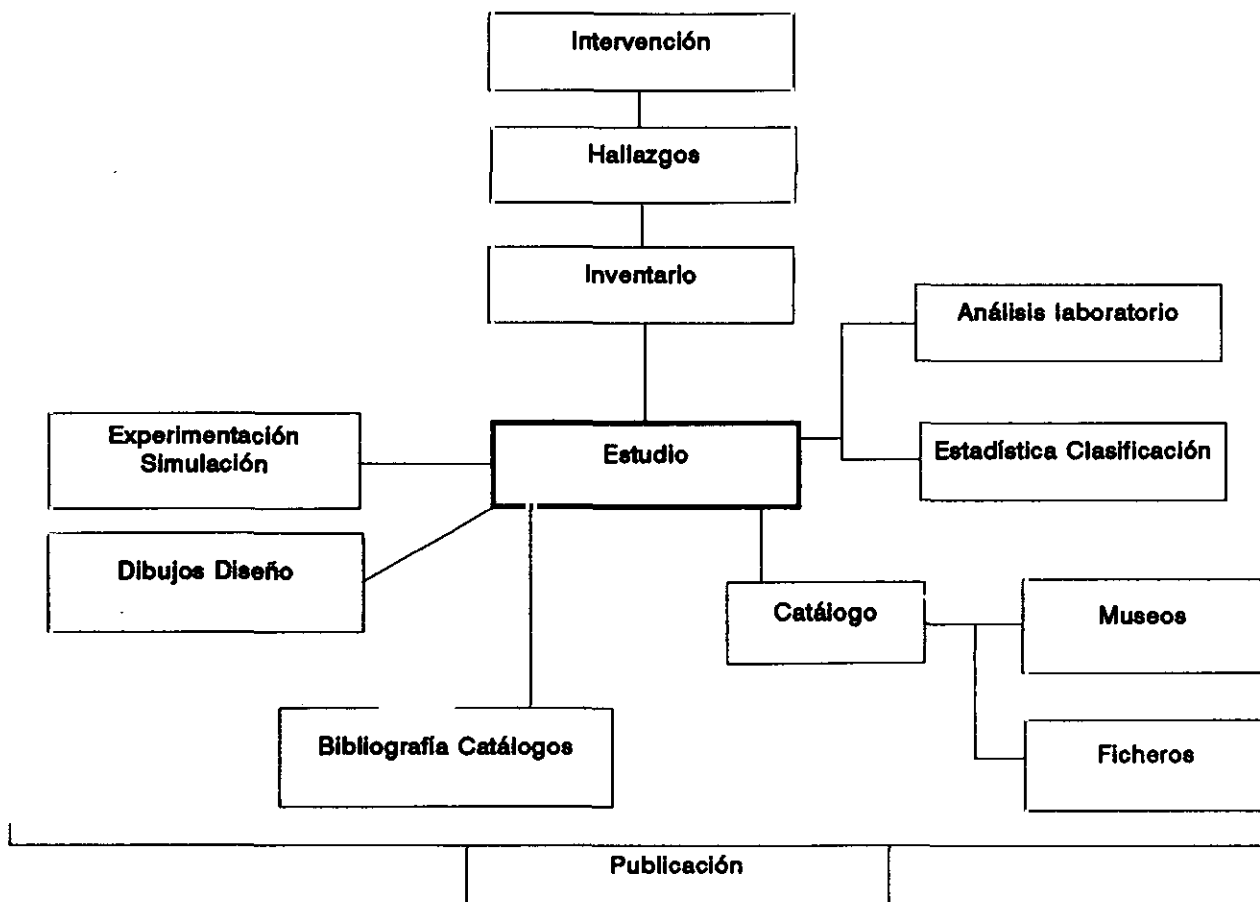 Intervención
Hallazgos
Inventario
Análisis laboratorio
Experimentación
Simulación
Estudio
Estadística Clasificación
Dibujos Diseño
Catálogo
Museos
Bibliografía Catálogos
Ficheros
Publicación